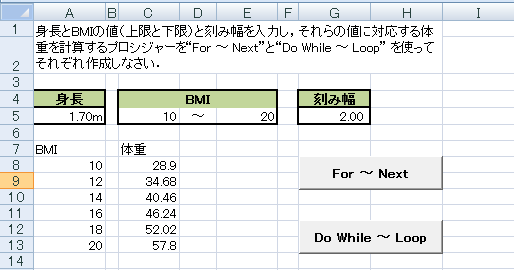 A B C D E F G H I
1 身長とBMIの値(上限と下限)と刻み幅を入力し，それらの値に対応する体
重を計算するプロシジャーを“For ～ Next”と“Do While ～ Loop” を使って
2 それぞれ作成しなさい．
3
4 身長 BMI 刻み幅
5 1.70m 10 ～ 20 2.00
6
7 BMI 体重
8 10 28.9
9 12 34.68
10 14 40.46
11 16 46.24
12 18 52.02
13 20 57.8
14
For ～ Next
Do While ～ Loop